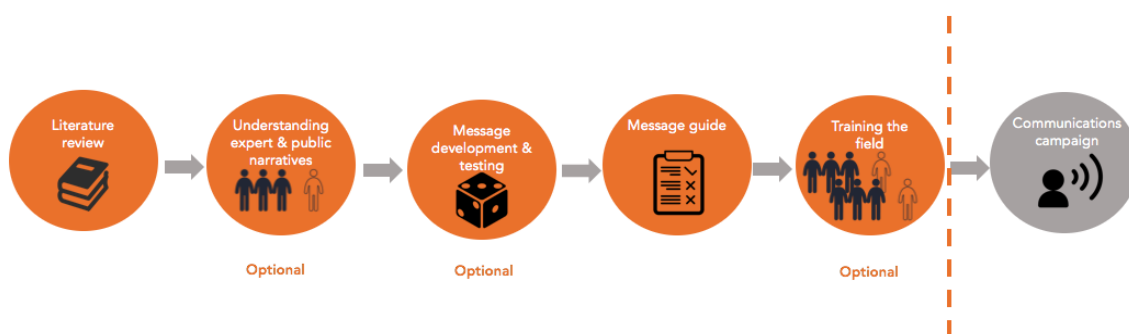 Literature
review
Understanding
expert & public
narratives
Message
development &
testing
Message guide
Training the
field
Communications
campaign
Optional
Optional
Optional